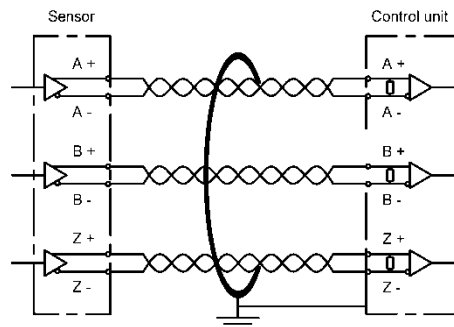 Sensor
Control unit
A +
A +
A -
A -
B +
B +
B -
B -
Z +
Z +
Z -
Z -